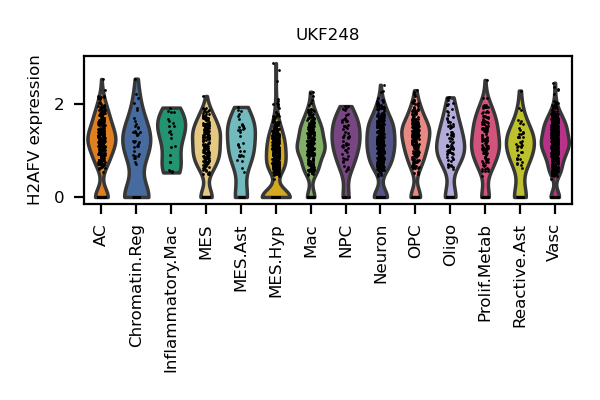 UKF248
H2AFV expression
2
0
AC
Chromatin.Reg
Inflammatory.Mac
MES
MES.Ast
MES.Hyp
Mac
NPC
Neuron
OPC
Oligo
Prolif.Metab
Reactive.Ast
Vasc